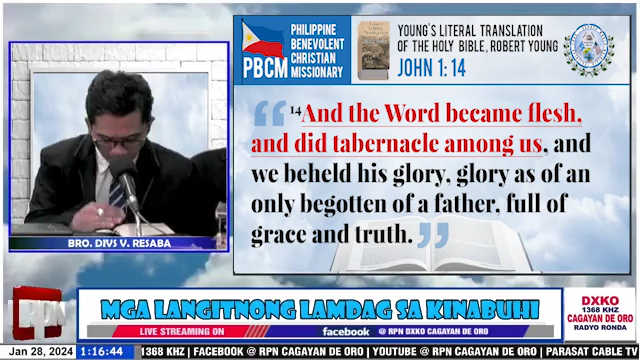 PBCM
PHILIPPINE
BENEVOLENT
CHRISTIAN
MISSIONARY
YOUNG'S LITERAL TRANSLATION
OF THE HOLY BIBLE, ROBERT YOUNG
JOHN 1: 14
14And the Word became flesh,
and did tabernacle among us, and
we beheld his glory, glory as of an
only begotten of a father, full of
grace and truth.
BRO. DIVS V. RESABA
RPN
MGA LANGITNONG LAMDAG SA KINABUHI
LIVE STREAMING ON facebook @ RPN DXKO CAGAYAN DE ORO
DXKO
1368 KHZ
CAGAYAN DE ORO
RADYO RONDA
Jan 28, 2024 1:16:44 1368 KHZ | FACEBOOK @ RPN CAGAYAN DE ORO | YOUTUBE @ RPN CAGAYAN DE ORO | PARASAT CABLE T